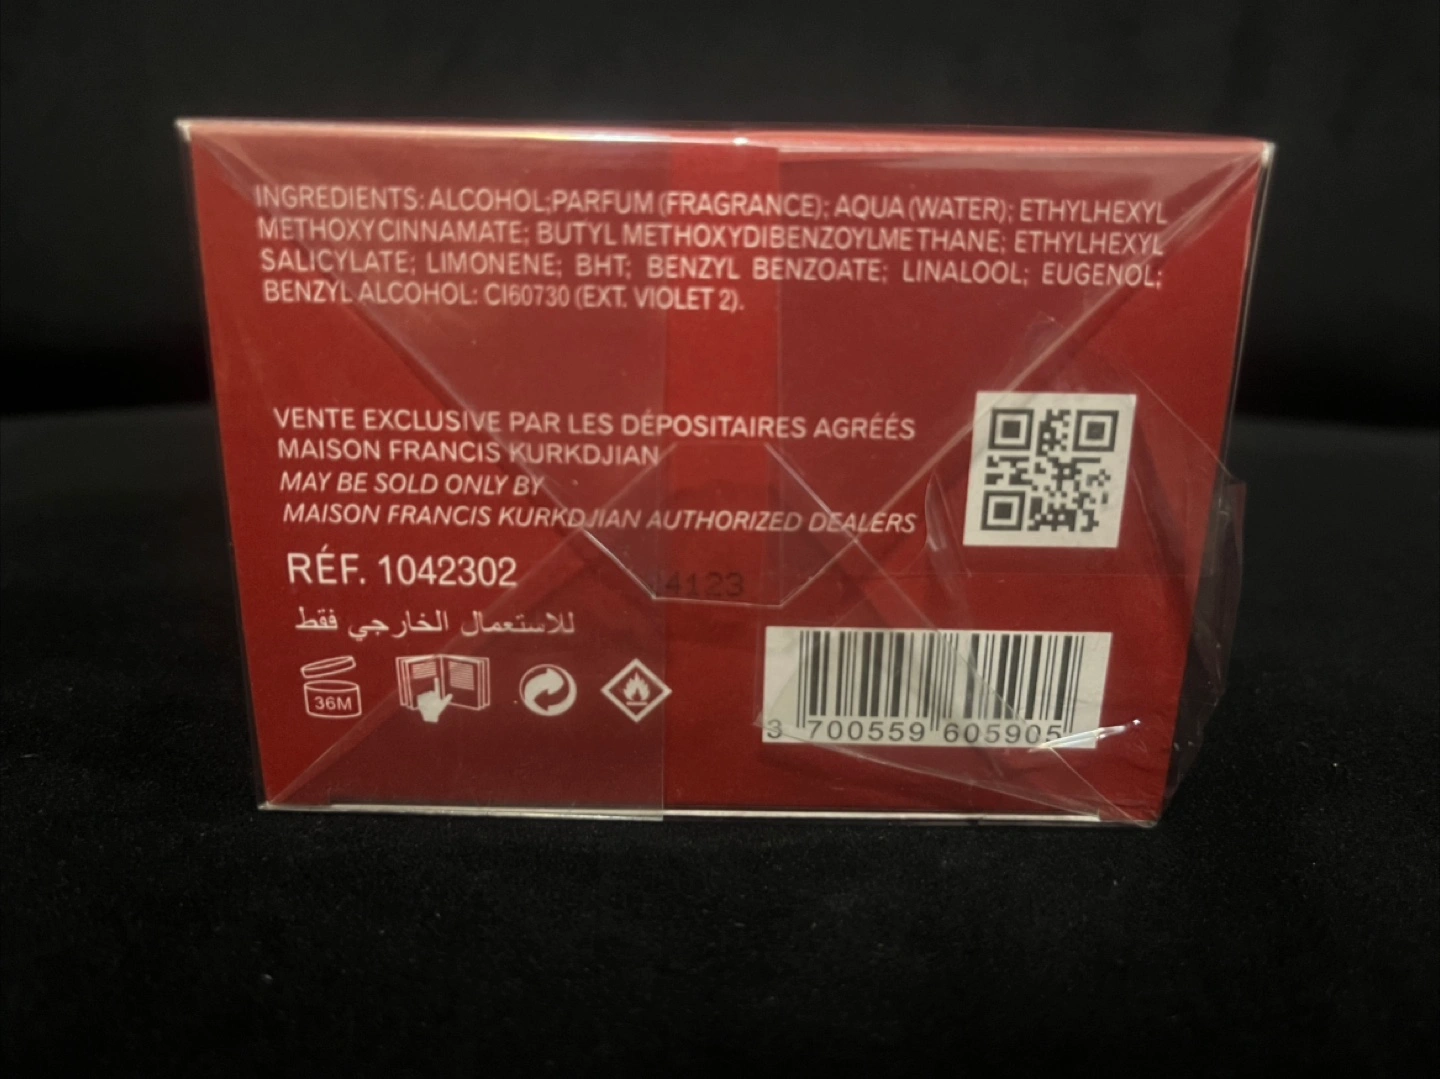 INGREDIENTS: ALCOHOL;PARFUM (FRAGRANCE); AQUA (WATER); ETHYLHEXYL
METHOXYCINNAMATE; BUTYL METHOXYDIBENZOYLMETHANE; ETHYLHEXYL
SALICYLATE; LIMONENE; BHT; BENZYL BENZOATE; LINALOOL; EUGENOL;
BENZYL ALCOHOL: CI60730 (EXT. VIOLET 2).
VENTE EXCLUSIVE PAR LES DÉPOSITAIRES AGRÉÉS
MAISON FRANCIS KURKDJIAN
MAY BE SOLD ONLY BY
MAISON FRANCIS KURKDJIAN AUTHORIZED DEALERS
RÉF. 1042302
للاستعمال الخارجي فقط
36M
3 700559 605905